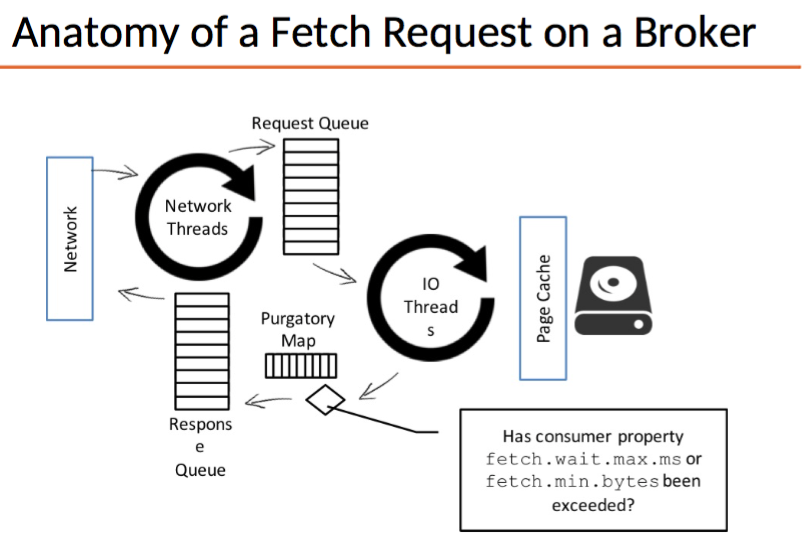 Anatomy of a Fetch Request on a Broker
Request Queue
Network
Network
Threads
IO
Thread
s
Page Cache
Purgatory
Map
Respons
e
Queue
Has consumer property
fetch.wait.max.ms or
fetch.min.bytes been
exceeded?